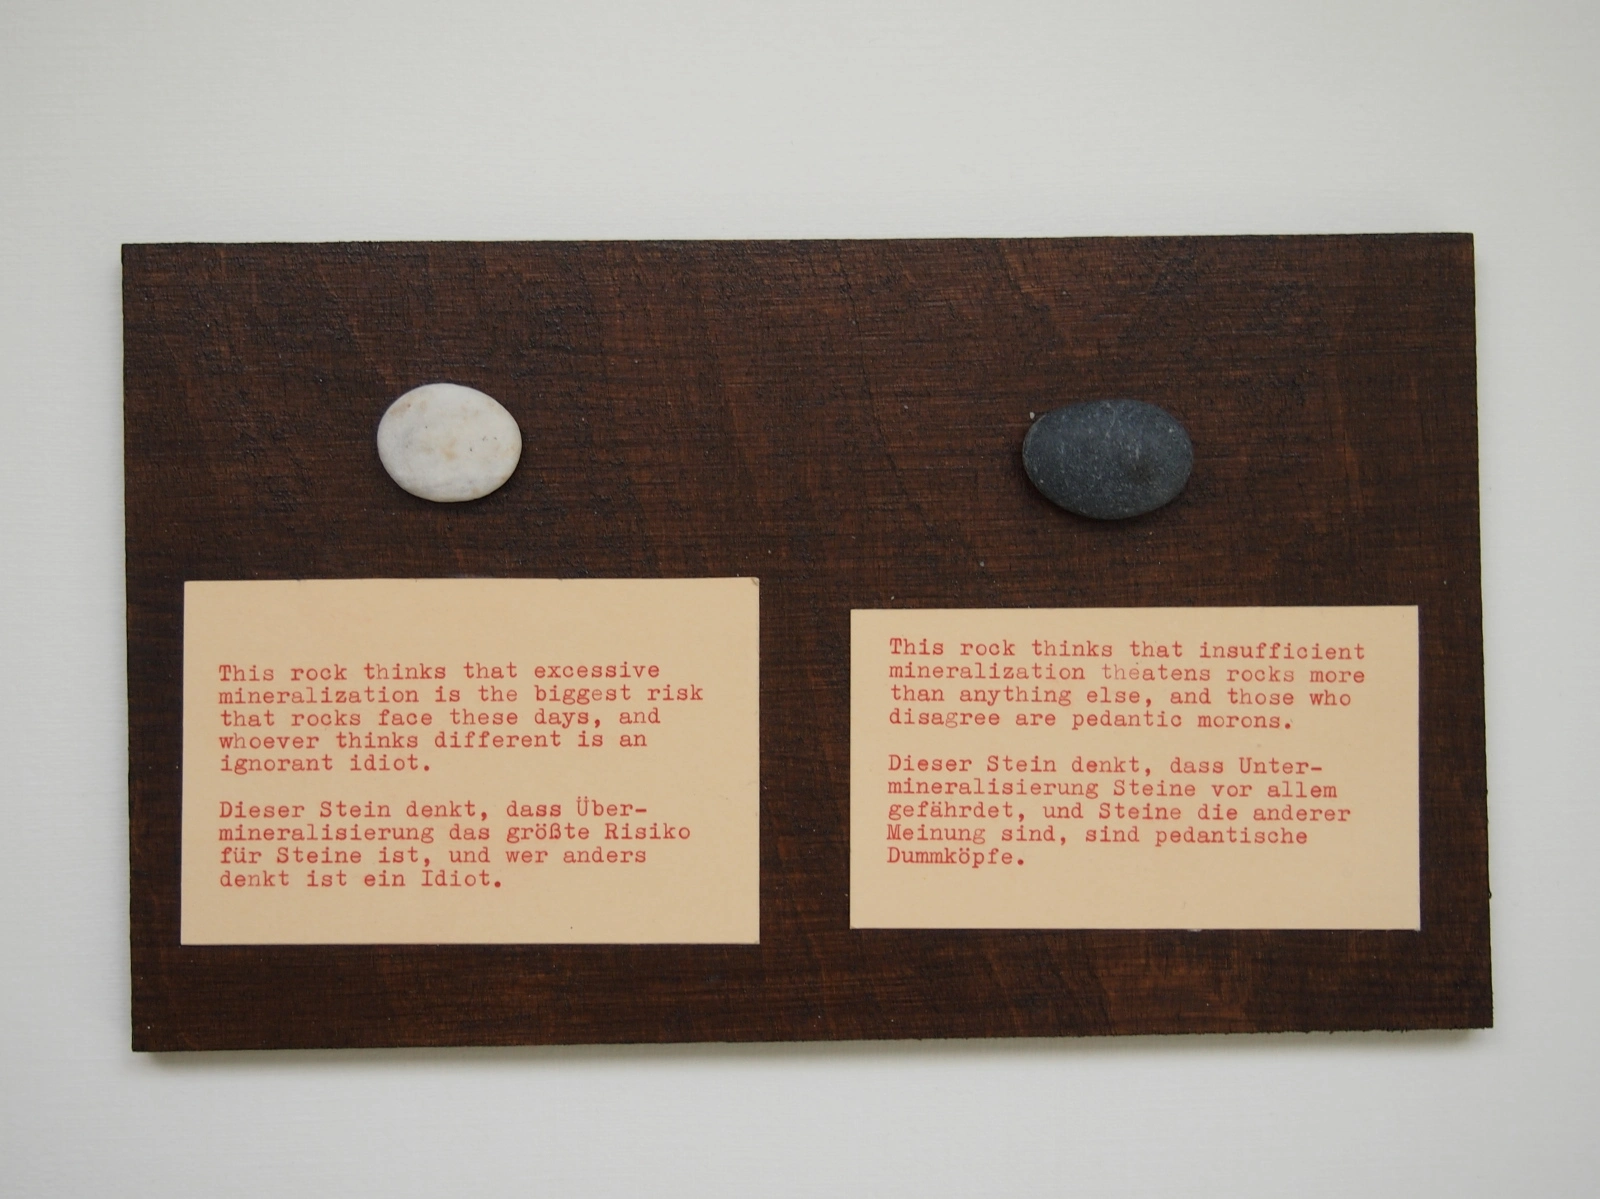 This rock thinks that excessive
mineralization is the biggest risk
that rocks face these days, and
whoever thinks different is an
ignorant idiot.
Dieser Stein denkt, dass Über-
mineralisierung das größte Risiko
für Steine ist, und wer anders
denkt ist ein Idiot.
This rock thinks that insufficient
mineralization theatens rocks more
than anything else, and those who
disagree are pedantic morons.
Dieser Stein denkt, dass Unter-
mineralisierung Steine vor allem
gefährdet, und Steine die anderer
Meinung sind, sind pedantische
Dummköpfe.